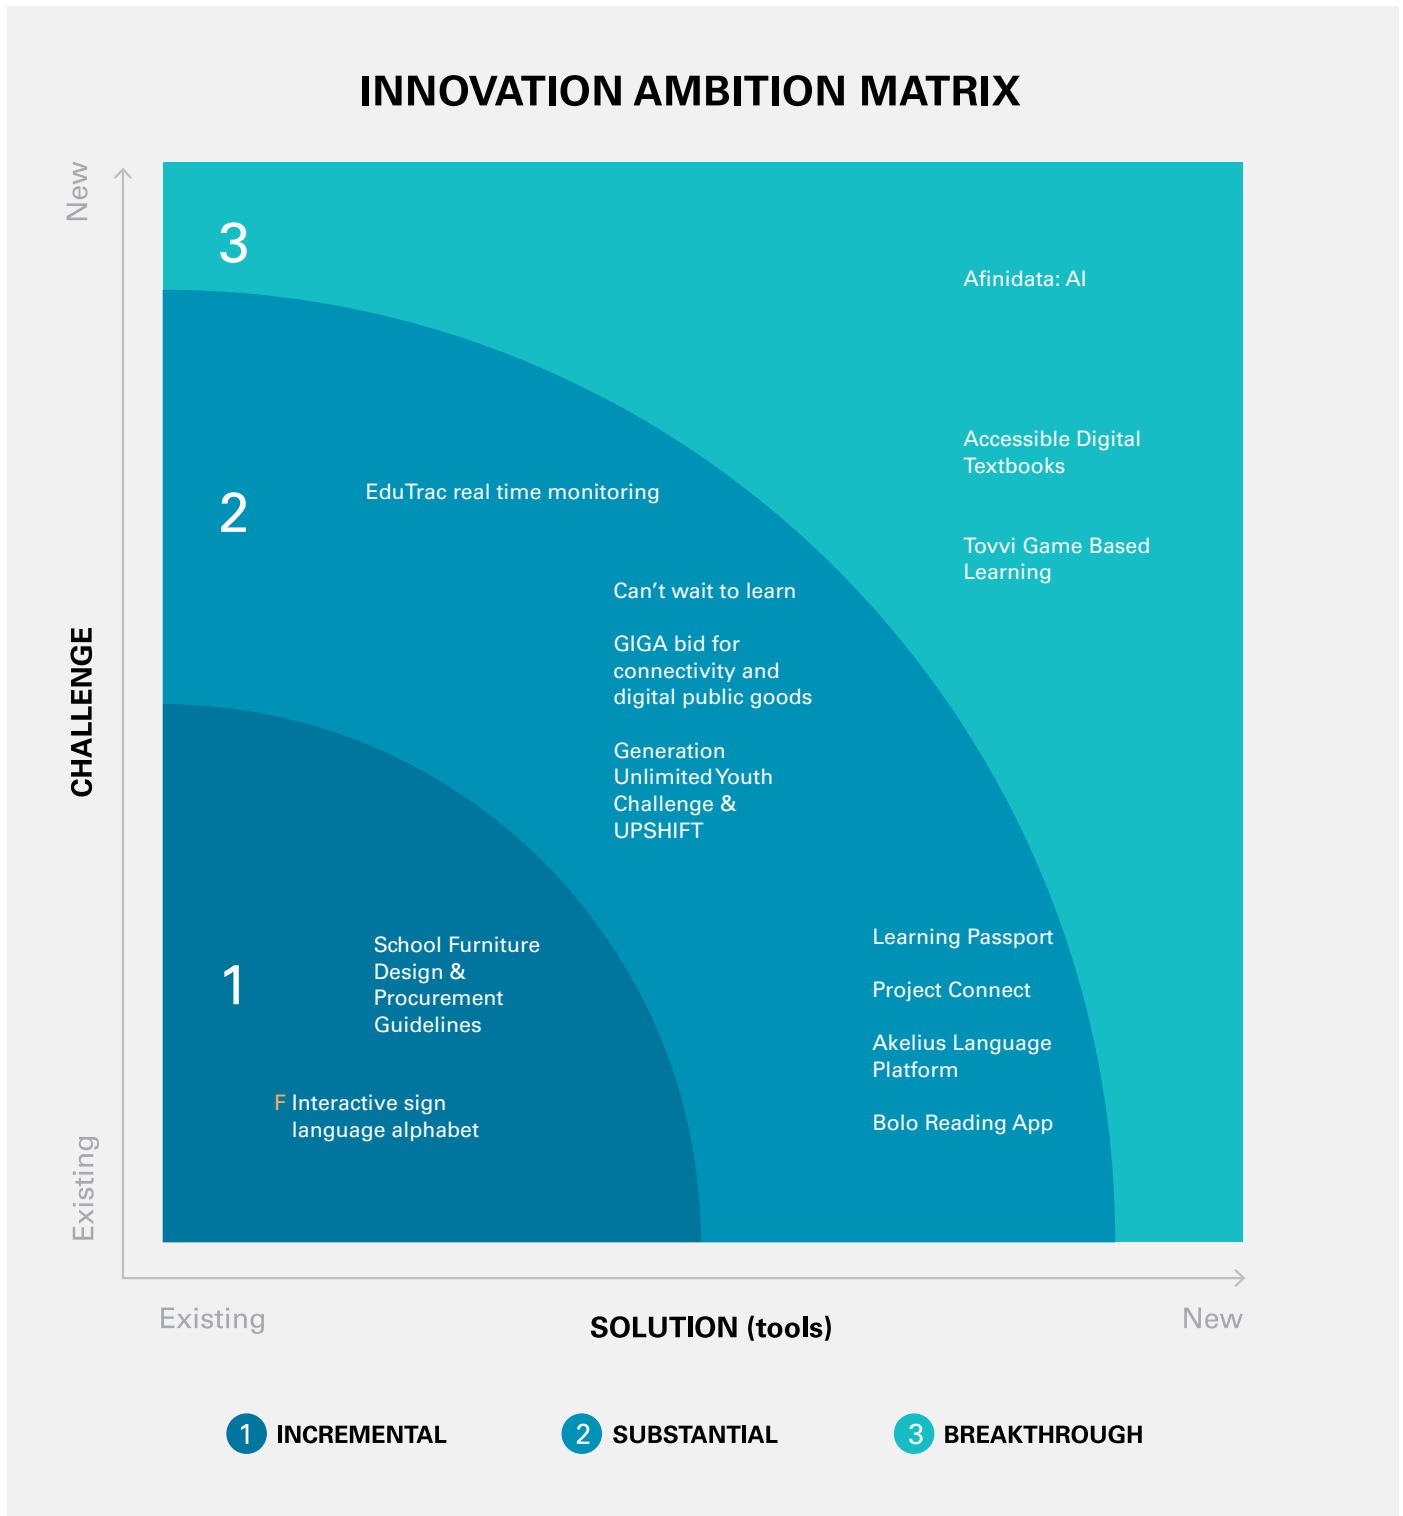 INNOVATION AMBITION MATRIX
New
3
Afinidata: AI
Accessible Digital
Textbooks
2
EduTrac real time monitoring
Tovvi Game Based
Learning
Can’t wait to learn
GIGA bid for
connectivity and
digital public goods
CHALLENGE
Generation
Unlimited Youth
Challenge &
UPSHIFT
1
School Furniture
Design &
Procurement
Guidelines
Learning Passport
Project Connect
Akelius Language
Platform
F Interactive sign
language alphabet
Bolo Reading App
Existing
Existing
SOLUTION (tools)
New
1 INCREMENTAL
2 SUBSTANTIAL
3 BREAKTHROUGH